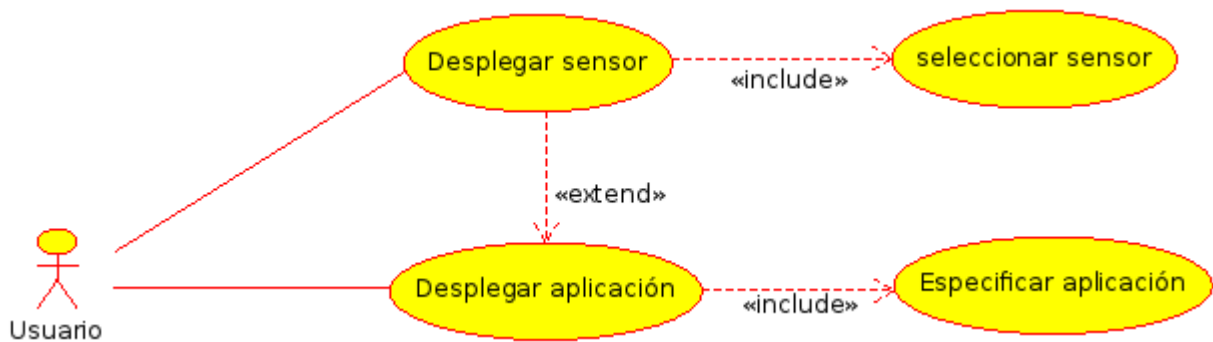 Desplegar sensor
«include»
seleccionar sensor
«extend»
Usuario
Desplegar aplicación
«include»
Especificar aplicación